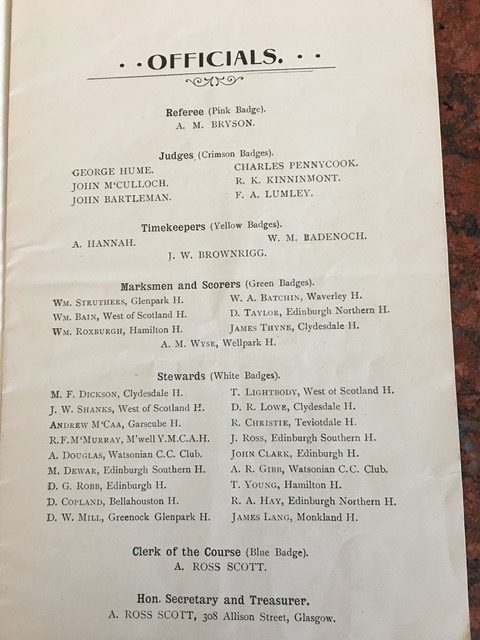 . . OFFICIALS. . .
Referee (Pink Badge).
A. M. BRYSON.
Judges (Crimson Badges).
GEORGE HUME. CHARLES PENNYCOOK.
JOHN M'CULLOCH. R. K. KINNINMONT.
JOHN BARTLEMAN. F. A. LUMLEY.
Timekeepers (Yellow Badges).
A. HANNAH. W. M. BADENOCH.
J. W. BROWNRIGG.
Marksmen and Scorers (Green Badges).
WM. STRUTHERS, Glenpark H. W. A. BATCHIN, Waverley H.
WM. BAIN, West of Scotland H. D. TAYLOR, Edinburgh Northern H.
WM. ROXBURGH, Hamilton H. JAMES THYNE, Clydesdale H.
A. M. WYSE, Wellpark H.
Stewards (White Badges).
M. F. DICKSON, Clydesdale H. T. LIGHTBODY, West of Scotland H.
J. W. SHANKS, West of Scotland H. D. R. LOWE, Clydesdale H.
ANDREW M'CAA, Garscube H. R. CHRISTIE, Teviotdale H.
R.F.M'MURRAY, M'well Y.M.C.A.H. J. ROSS, Edinburgh Southern H.
A. DOUGLAS, Watsonian C.C. Club. JOHN CLARK, Edinburgh H.
M. DEWAR, Edinburgh Southern H. A. R. GIBB, Watsonian C.C. Club.
D. G. ROBB, Edinburgh H. T. YOUNG, Hamilton H.
D. COPLAND, Bellahouston H. R. A. HAY, Edinburgh Northern H.
D. W. MILL, Greenock Glenpark H. JAMES LANG, Monkland H.
Clerk of the Course (Blue Badge).
A. ROSS SCOTT.
Hon. Secretary and Treasurer.
A. ROSS SCOTT, 308 Allison Street, Glasgow.